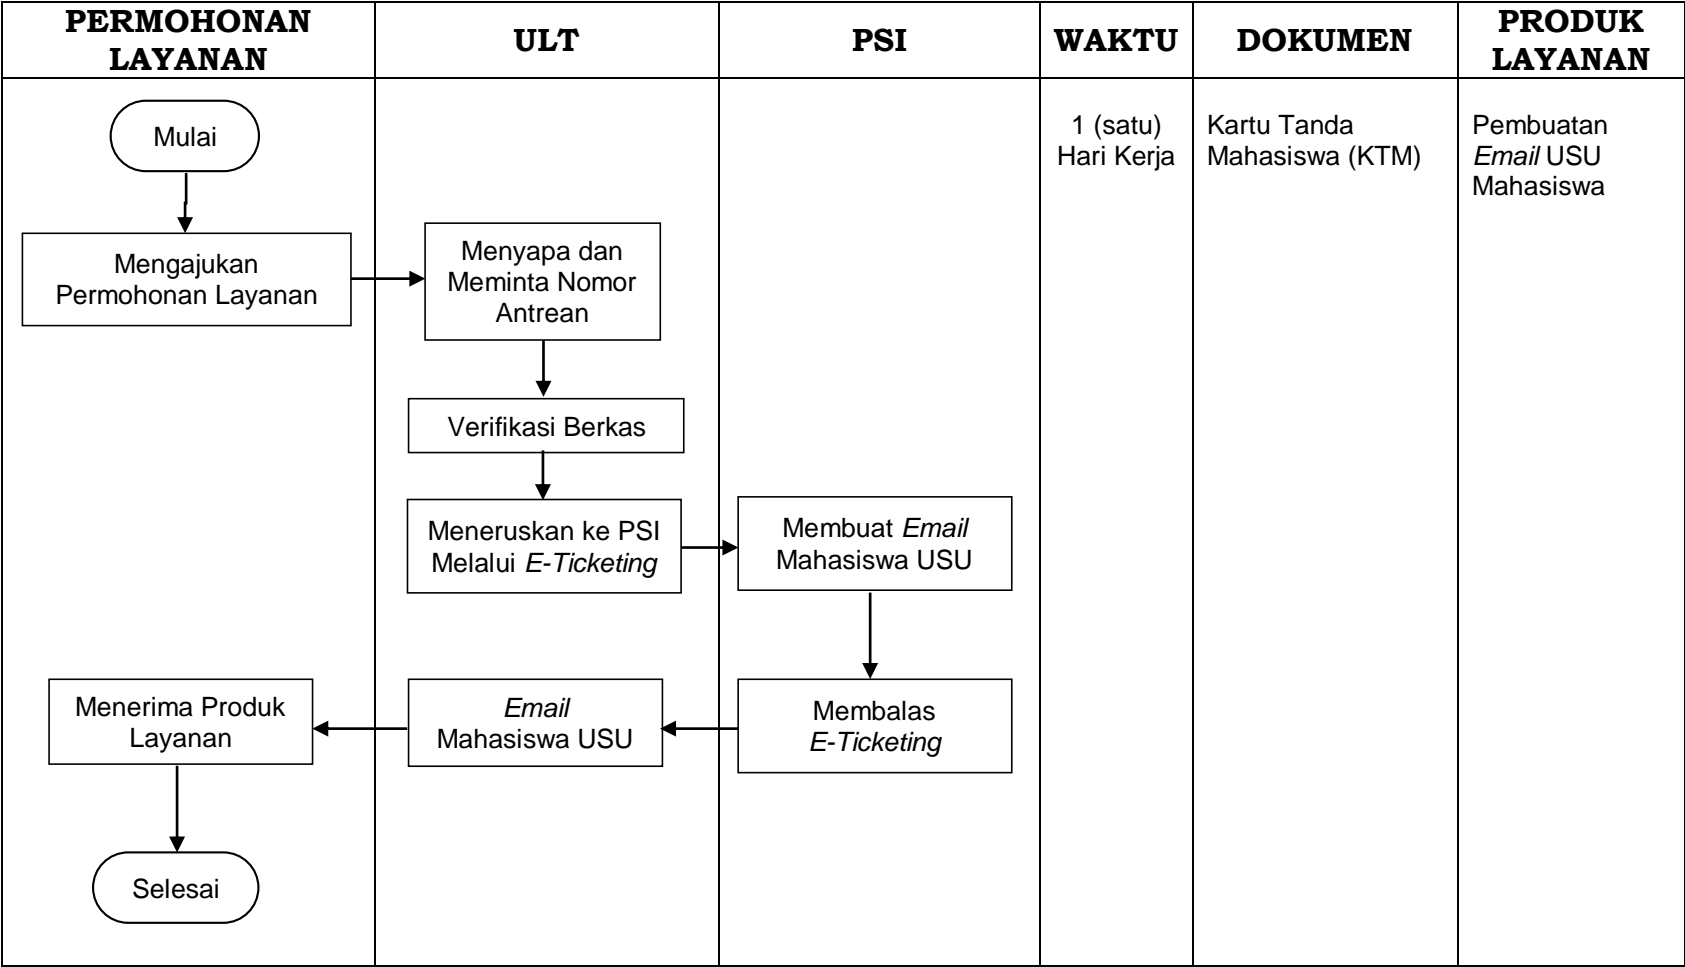 PERMOHONAN
LAYANAN
ULT
PSI
WAKTU
DOKUMEN
PRODUK
LAYANAN
Mulai
1 (satu)
Hari Kerja
Kartu Tanda
Mahasiswa (KTM)
Pembuatan
Email USU
Mahasiswa
Mengajukan
Permohonan Layanan
Menyapa dan
Meminta Nomor
Antrean
Verifikasi Berkas
Meneruskan ke PSI
Melalui E-Ticketing
Membuat Email
Mahasiswa USU
Membalas
E-Ticketing
Email
Mahasiswa USU
Menerima Produk
Layanan
Selesai